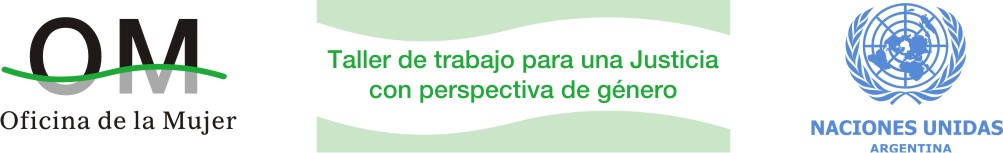 OM
Oficina de la Mujer
Taller de trabajo para una Justicia
con perspectiva de género
NACIONES UNIDAS
ARGENTINA